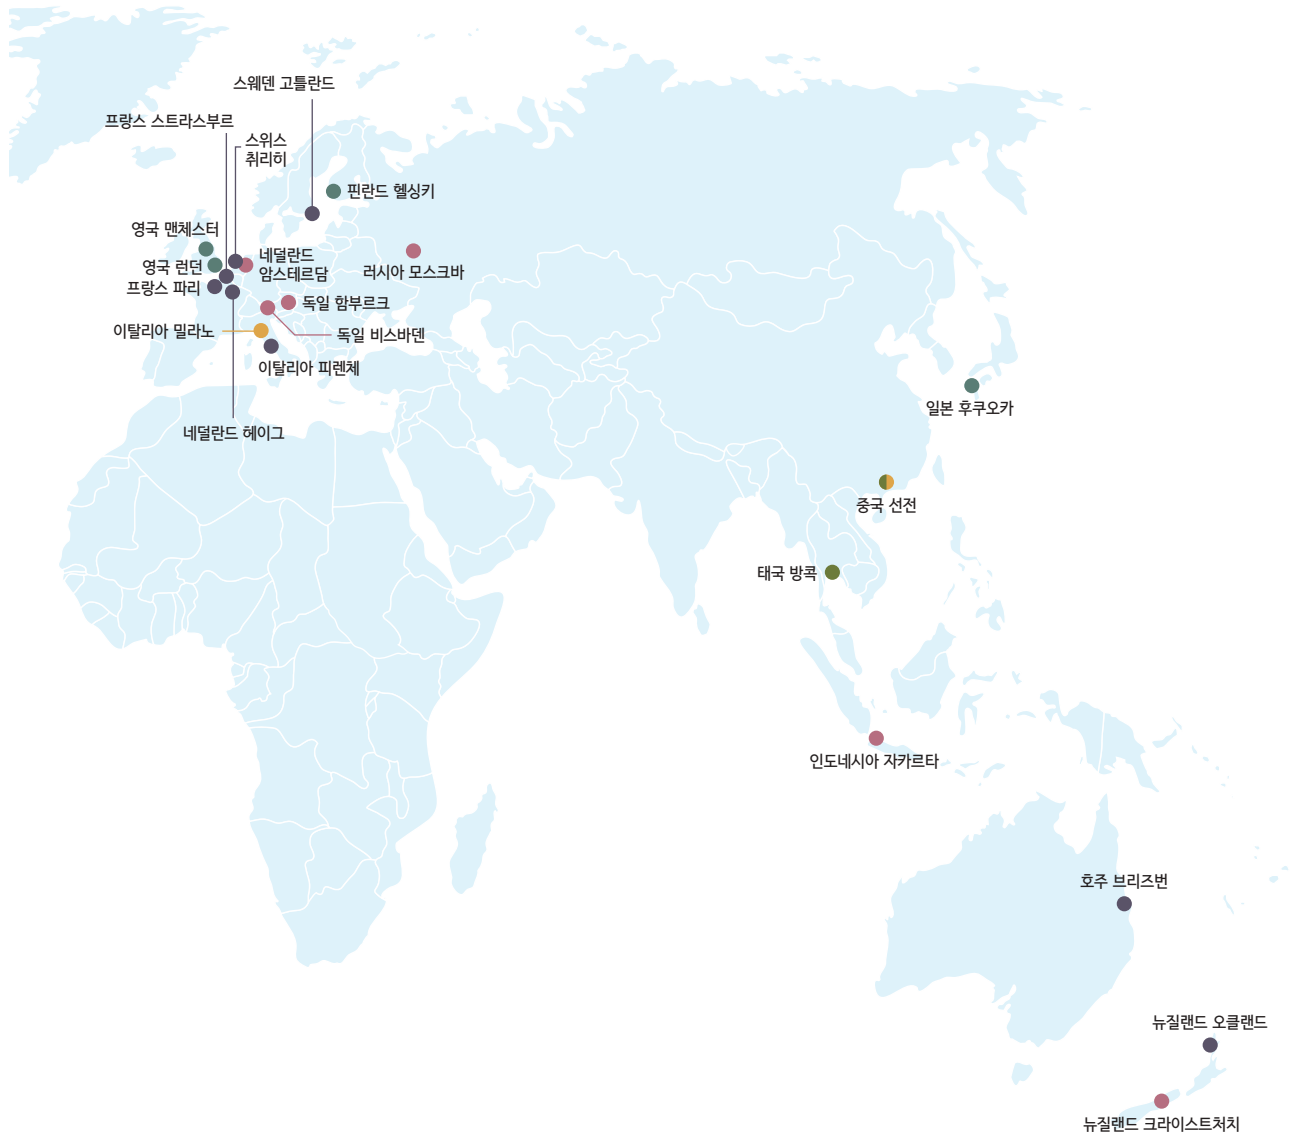 스웨덴 고틀란드
프랑스 스트라스부르
스위스
취리히
핀란드 헬싱키
영국 맨체스터
네덜란드
암스테르담
영국 런던
러시아 모스크바
프랑스 파리
독일 함부르크
이탈리아 밀라노
독일 비스바덴
이탈리아 피렌체
일본 후쿠오카
네덜란드 헤이그
중국 선전
태국 방콕
인도네시아 자카르타
호주 브리즈번
뉴질랜드 오클랜드
뉴질랜드 크라이스트처치